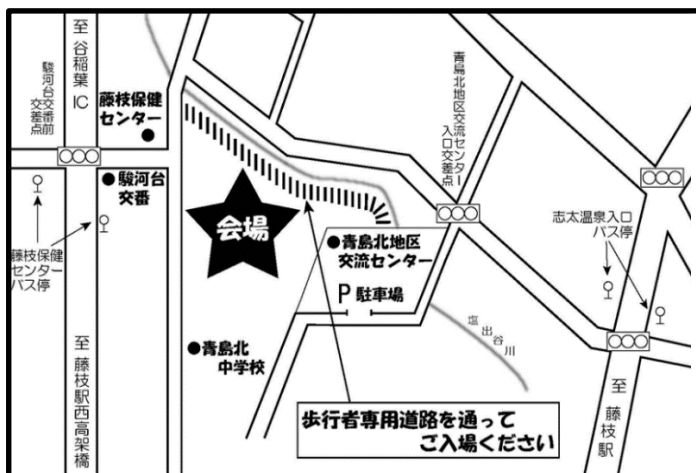 至 谷稲葉IC
駿河台交番前
交差点
藤枝保健
センター
駿河台
交番
藤枝保健
センター
バス停
至 藤枝駅西高架橋
会場
青島北
中学校
青島北地区
交流センター
P 駐車場
青島北地区交流センター
入口交差点
志太温泉入口
バス停
塩出谷川
至 藤枝駅
歩行者専用道路を通って
ご入場ください